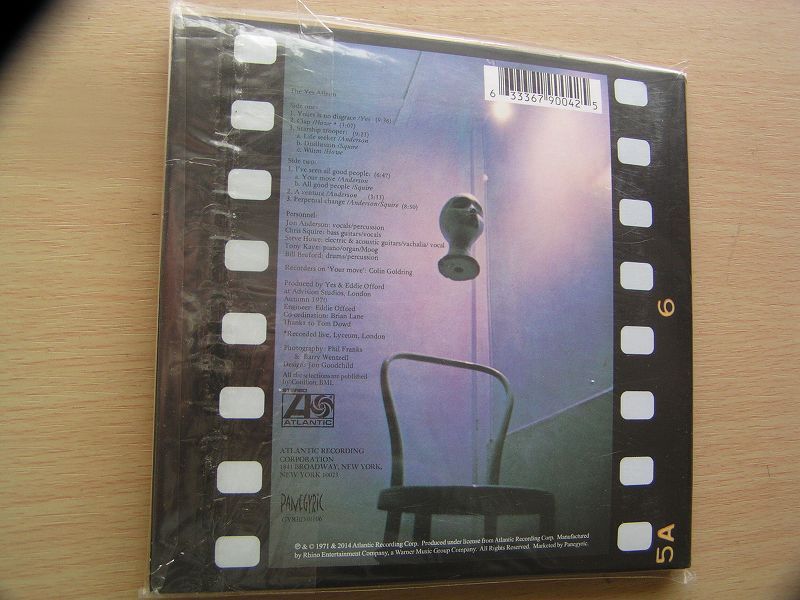 The Yes Album
6 33367 90042 5
Side one:
1. Yours is no disgrace /Yes (9:36)
2. Clap /Howe * (3:07)
3. Starship trooper: (9:23)
a. Life seeker /Anderson
b. Disillusion /Squire
c. Würm /Howe
Side two:
1. I've seen all good people: (6:47)
a. Your move /Anderson
b. All good people /Squire
2. A venture /Anderson (3:13)
3. Perpetual change /Anderson/Squire (8:50)
Personnel:
Jon Anderson: vocals/percussion
Chris Squire: bass guitars/vocals
Steve Howe: electric & acoustic guitars/vachalia/ vocal
Tony Kaye: piano/organ/Moog
Bill Bruford: drums/percussion
Recorders on 'Your move': Colin Goldring
Produced by Yes & Eddie Offord
at Advision Studios, London
Autumn 1970
Engineer: Eddie Offord
Co-ordination: Brian Lane
Thanks to Tom Dowd
*Recorded live, Lyceum, London
Photography: Phil Franks
& Barry Wentzell
Design: Jon Goodchild
All the selections are published
by Cotillion, BMI.
STEREO
ATLANTIC
ATLANTIC RECORDING
CORPORATION
1841 BROADWAY, NEW YORK,
NEW YORK 10023
PANEGYRIC
GYRBD
℗ & © 1971 & 2014 Atlantic Recording Corp. Produced under license from Atlantic Recording Corp. Manufactured
by Rhino Entertainment Company, a Warner Music Group Company. All Rights Reserved. Marketed by Panegyric.
6
5A